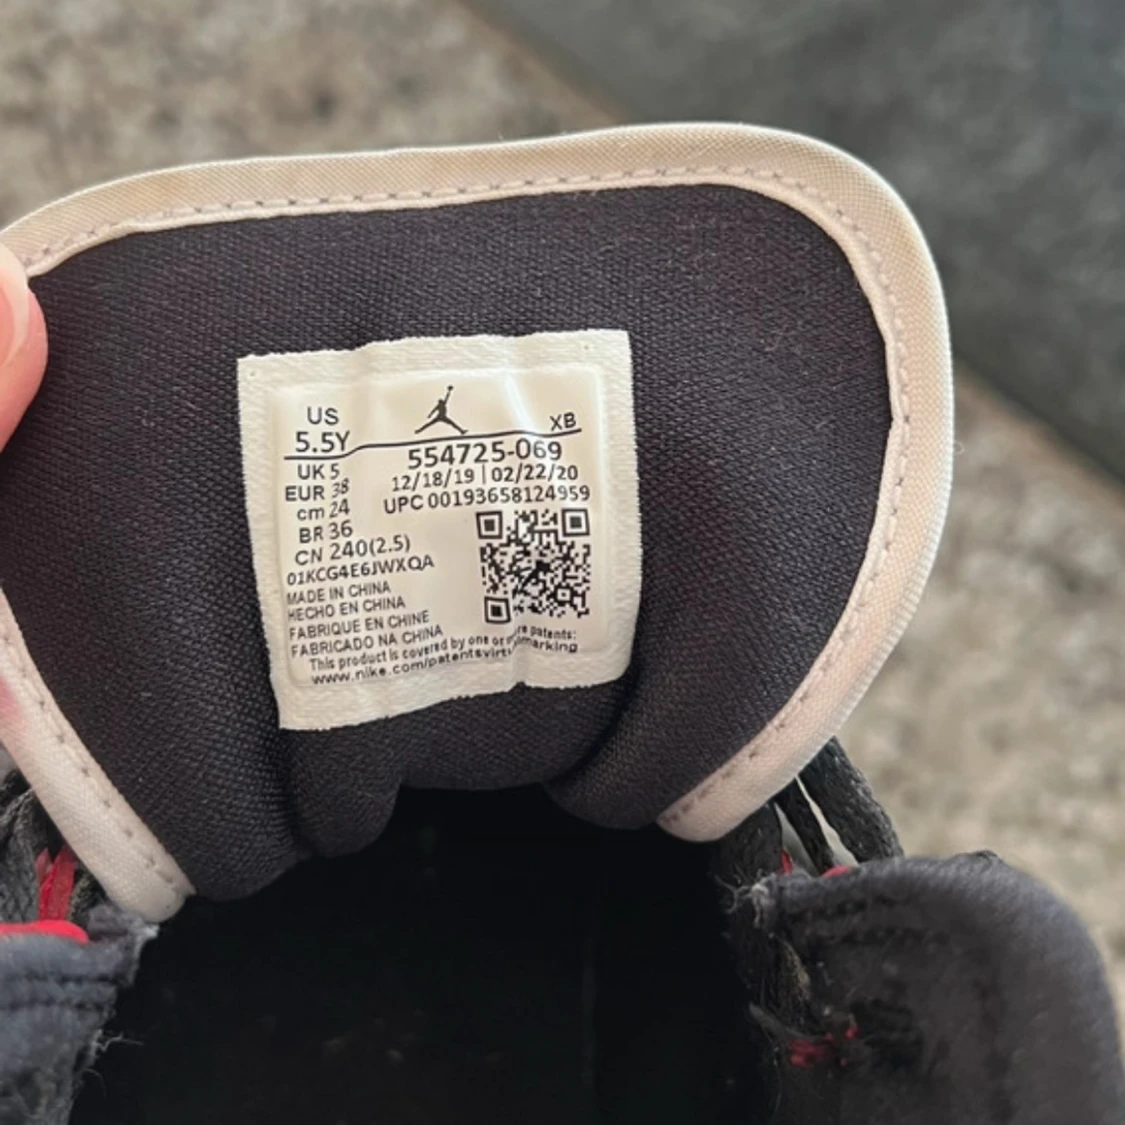 US
5.5Y
XB
554725-069
UK 5
12/18/19 | 02/22/20
EUR 38
UPC 00193658124959
cm 24
BR 36
CN 240(2.5)
01KCG4E6JWXQA
MADE IN CHINA
HECHO EN CHINA
FABRIQUE EN CHINE
FABRICADO NA CHINA
This product is covered by one or patents:
www.nike.com/patentsvirtu marking